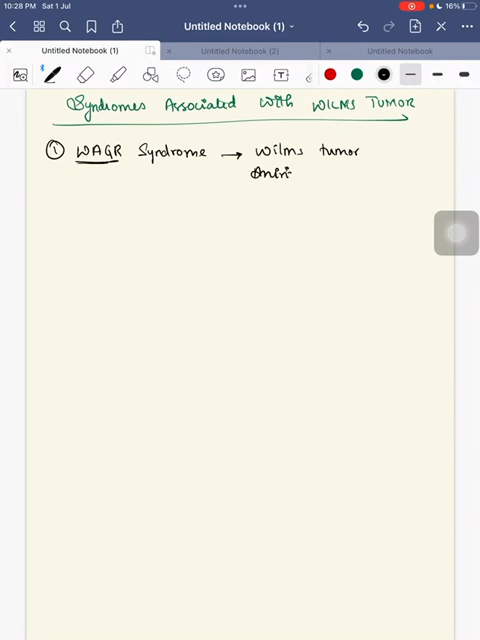 10:28 PM Sat 1 Jul
16%
Untitled Notebook (1)
Untitled Notebook (1)
Untitled Notebook (2)
Untitled Notebook
Syndromes Associated with WILMS TUMOR
① WAGR Syndrome → Wilms tumor
Aniri